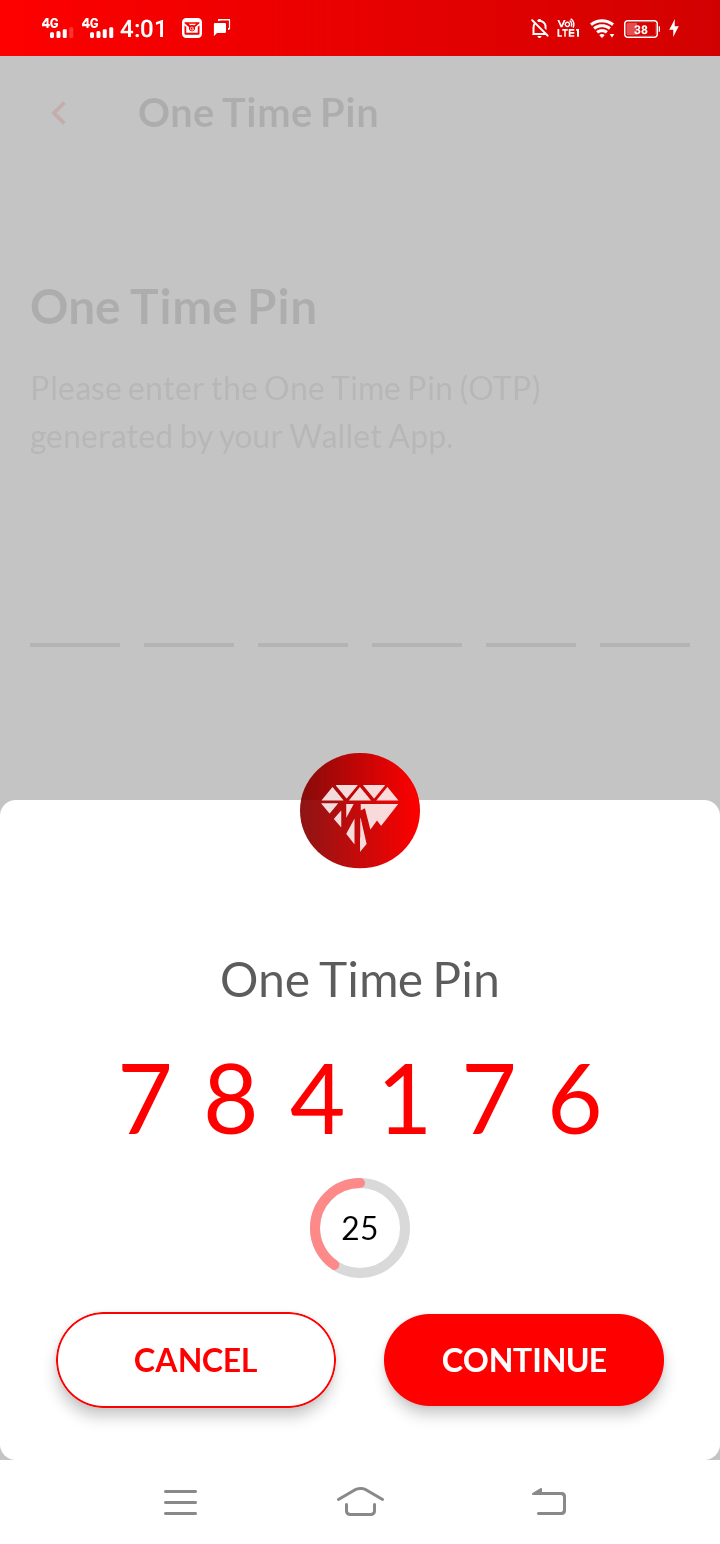 4G 4G 4:01 Vo) LTE1 38
One Time Pin
One Time Pin
Please enter the One Time Pin (OTP)
generated by your Wallet App.
One Time Pin
7 8 4 1 7 6
25
CANCEL CONTINUE